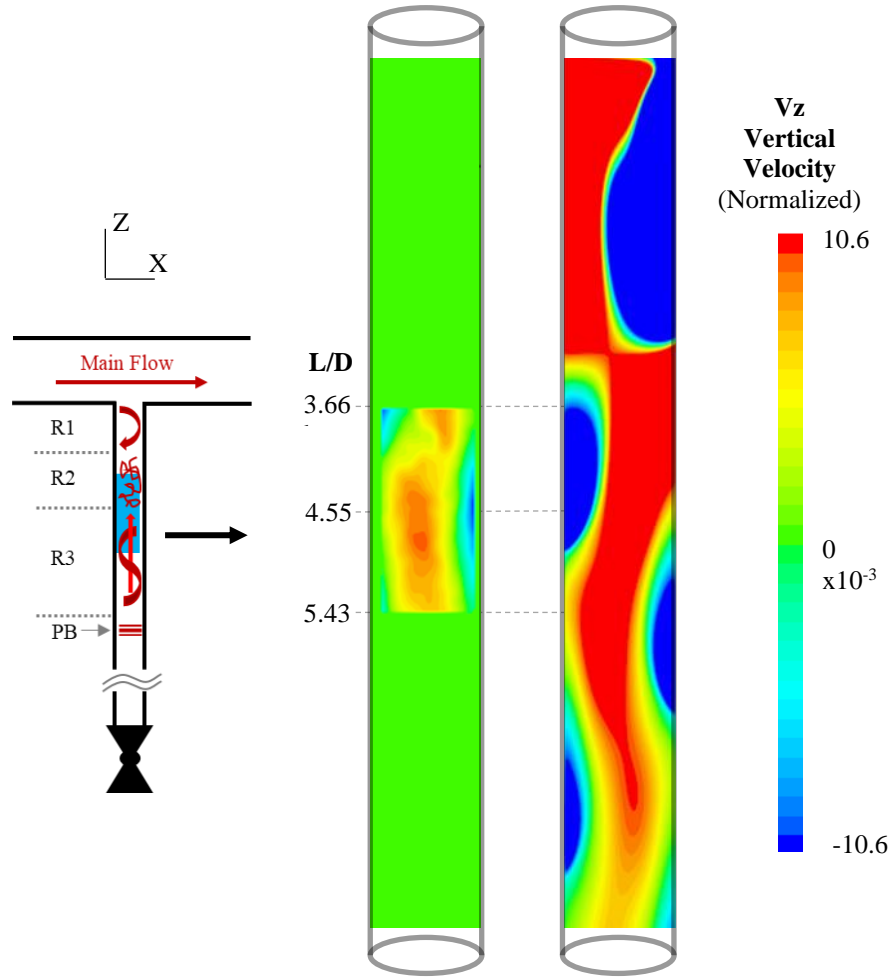 Z
X
Main Flow
R1
R2
R3
PB
L/D
3.66
4.55
5.43
Vz
Vertical
Velocity
(Normalized)
10.6
0
x10⁻³
-10.6